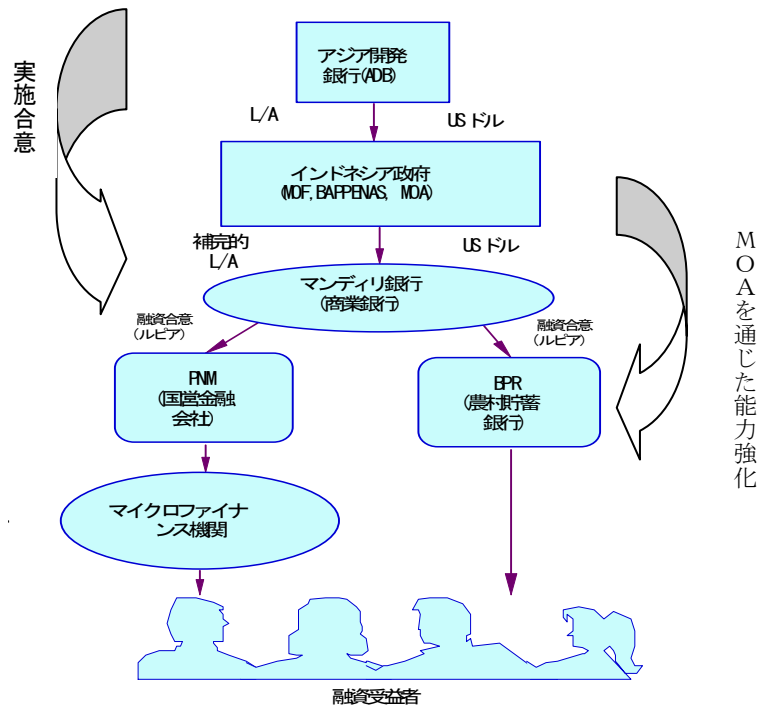 アジア開発
銀行(ADB)
実施合意
L/A
USドル
インドネシア政府
(MOF,BAPPENAS, MOA)
補完的
L/A
USドル
マンディリ銀行
(商業銀行)
融資合意
(ルピア)
融資合意
(ルピア)
PNM
(国営金融
会社)
BPR
(農村貯蓄
銀行)
MOAを通じた能力強化
マイクロファイナ
ンス機関
融資受益者